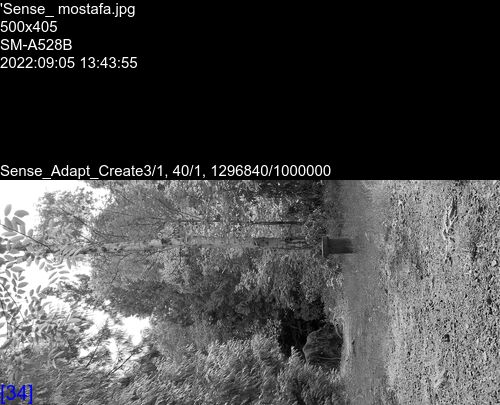 'Sense_ mostafa.jpg
500x405
SM-A528B
2022:09:05 13:43:55
Sense_Adapt_Create3/1, 40/1, 1296840/1000000
[34]